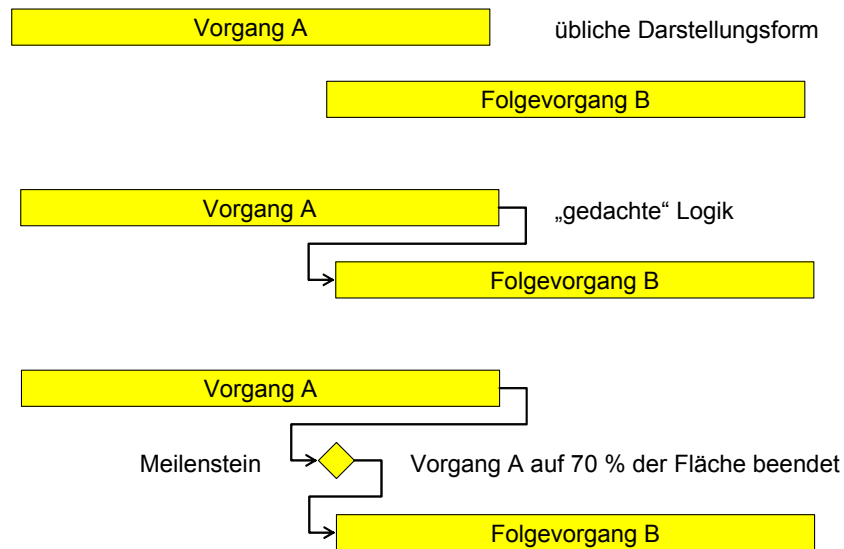 Vorgang A
übliche Darstellungsform
Folgevorgang B
Vorgang A
„gedachte“ Logik
Folgevorgang B
Vorgang A
Meilenstein
Vorgang A auf 70 % der Fläche beendet
Folgevorgang B